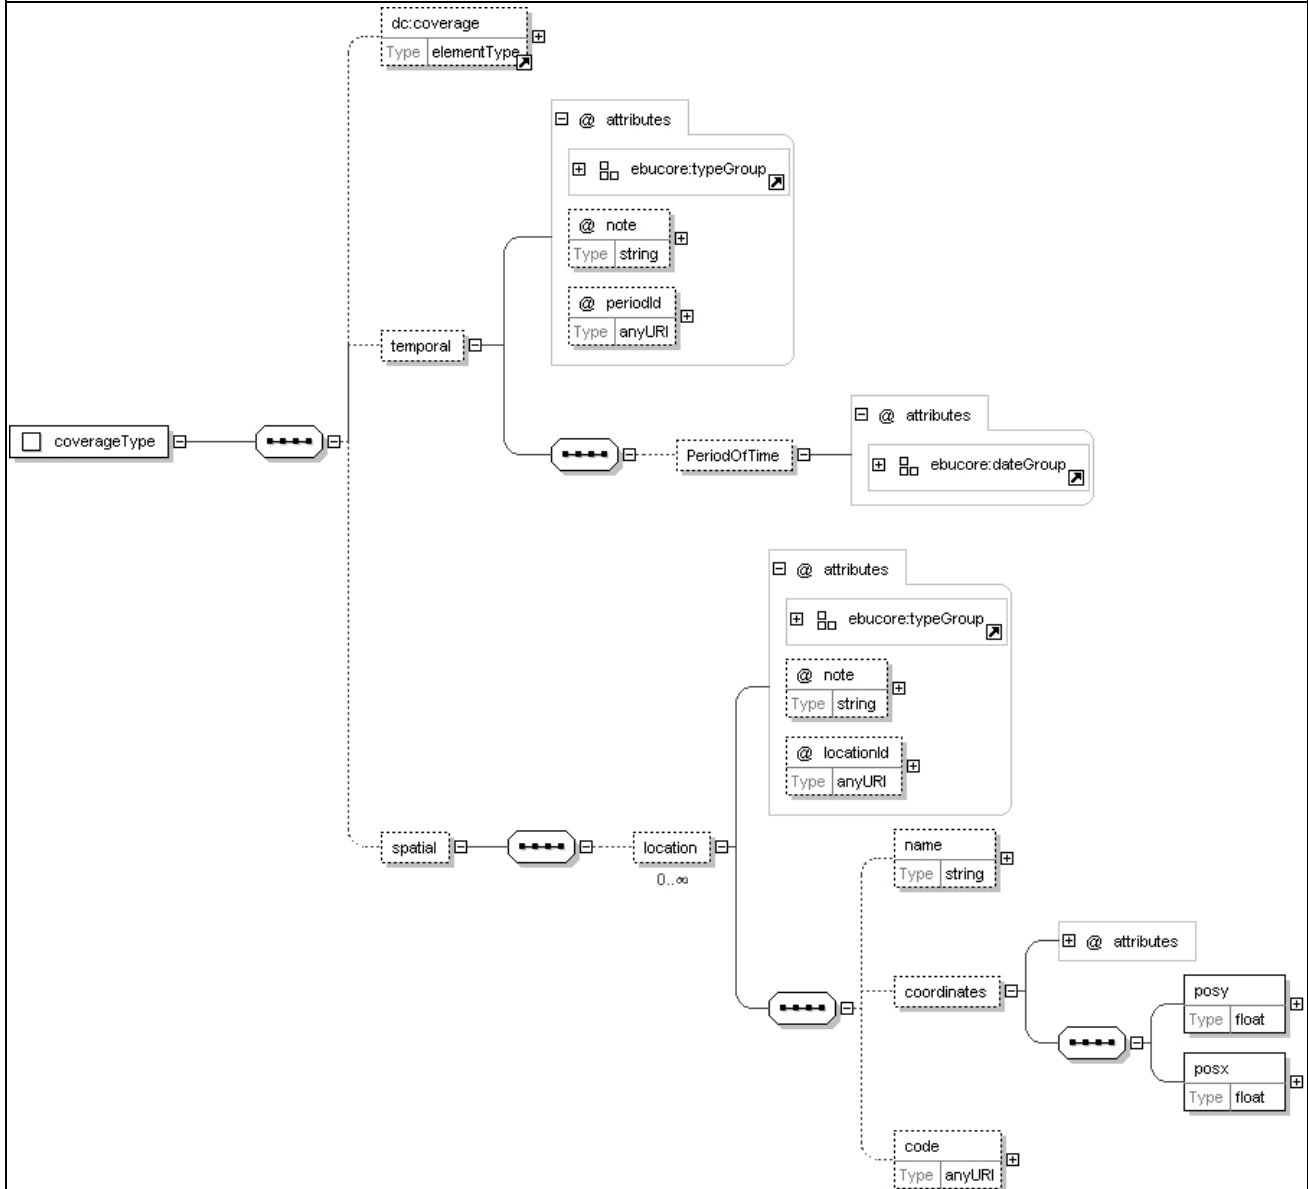 dc:coverage
Type elementType
@ attributes
ebucore:typeGroup
@ note
Type string
@ periodId
Type anyURI
temporal
@ attributes
PeriodOfTime
ebucore:dateGroup
coverageType
@ attributes
ebucore:typeGroup
@ note
Type string
@ locationId
Type anyURI
spatial
location
0..∞
name
Type string
@ attributes
coordinates
posy
Type float
posx
Type float
code
Type anyURI